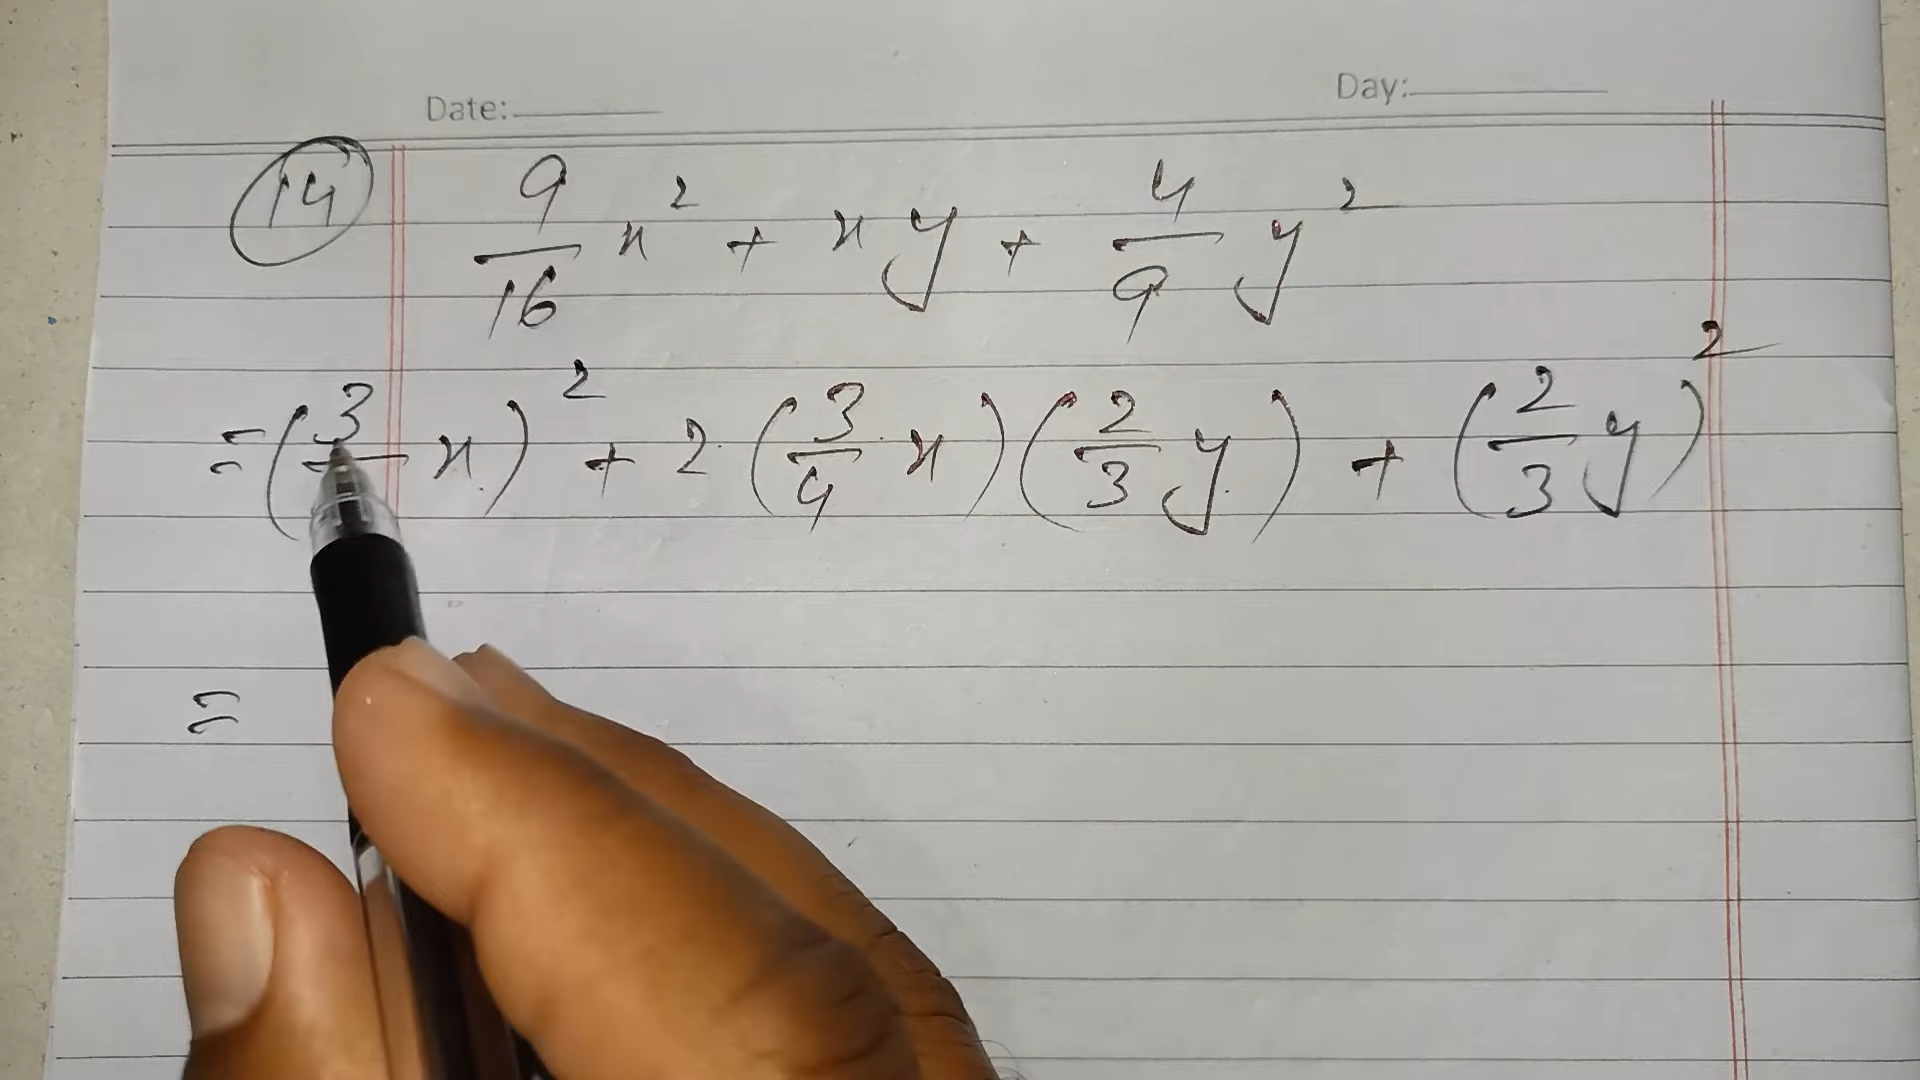 Date: Day:
14 9/16 x² + xy + 4/9 y²
= (3/ x)² + 2 (3/4 x)(2/3 y) + (2/3 y)²
=